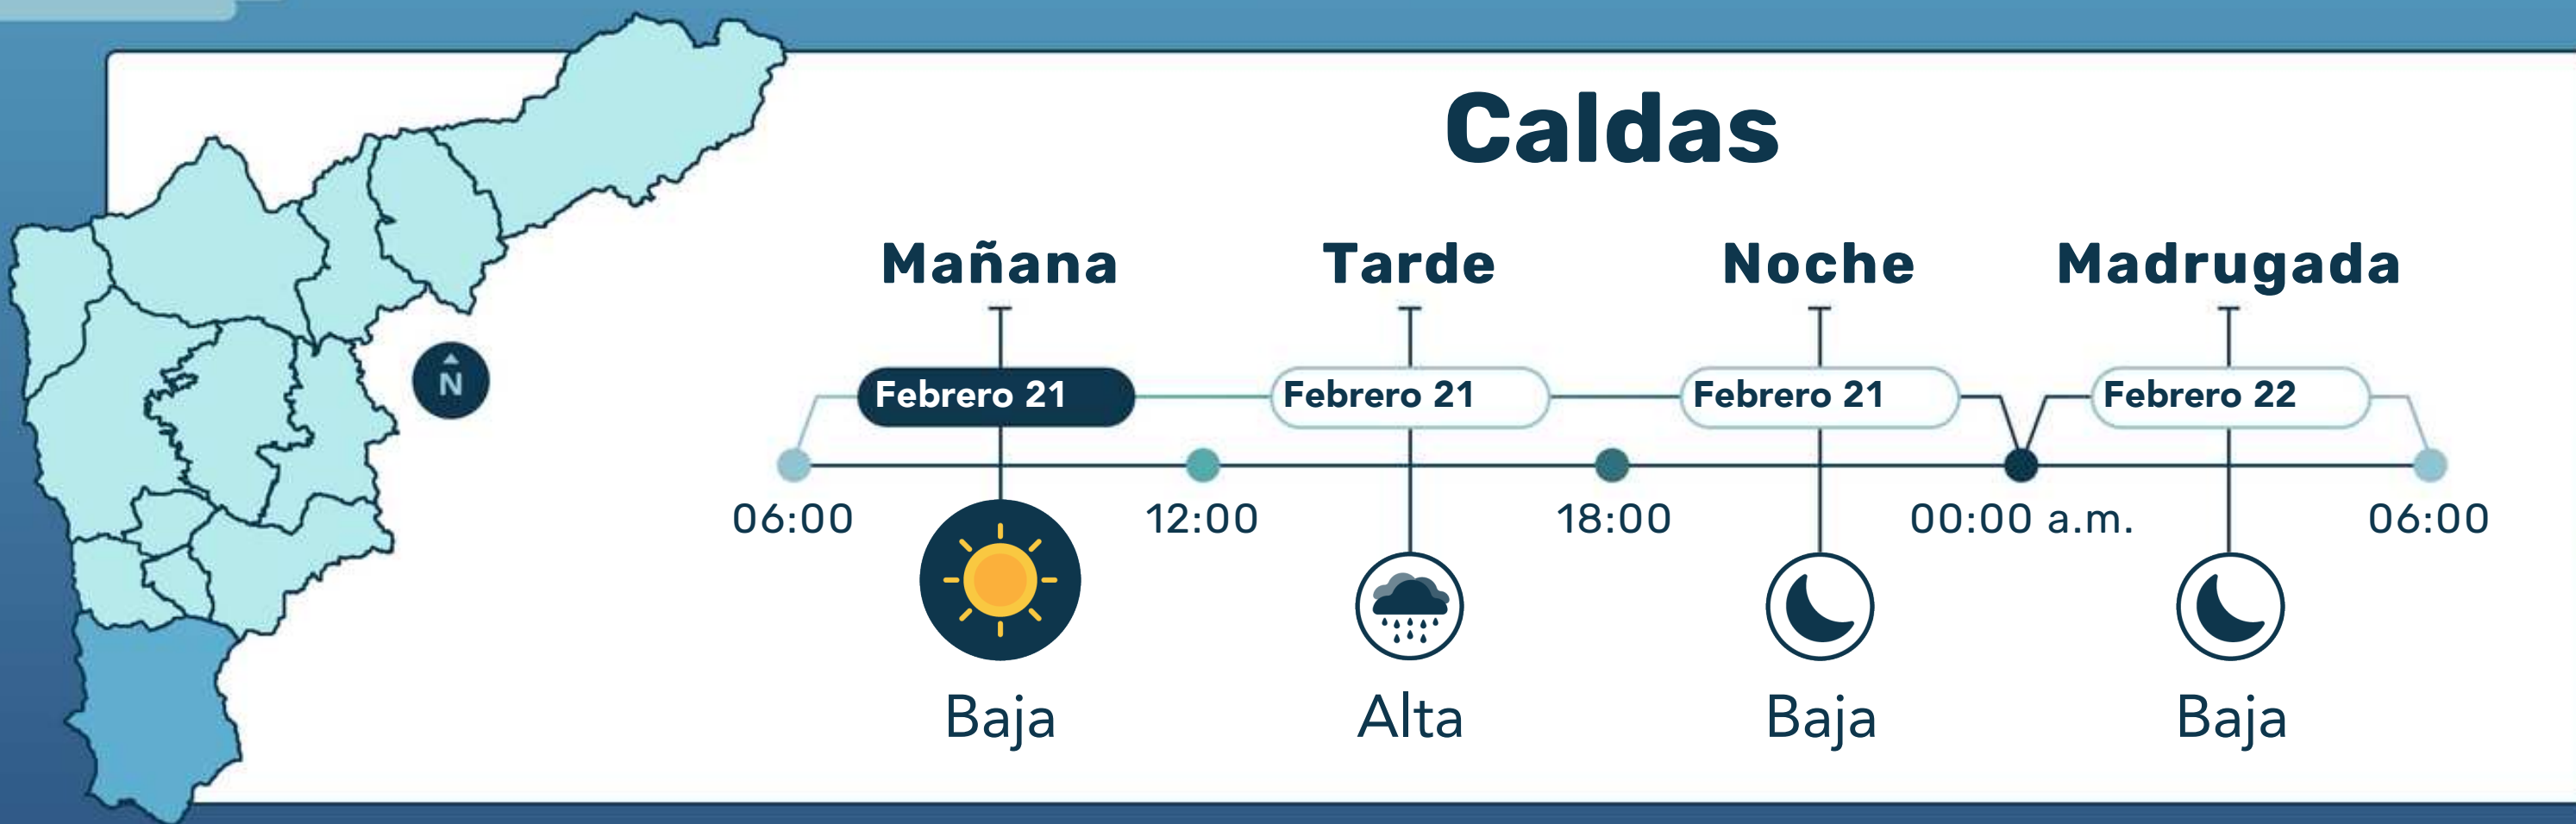 Caldas
Mañana Tarde Noche Madrugada
Febrero 21 Febrero 21 Febrero 21 Febrero 22
N
06:00 12:00 18:00 00:00 a.m. 06:00
Baja Alta Baja Baja